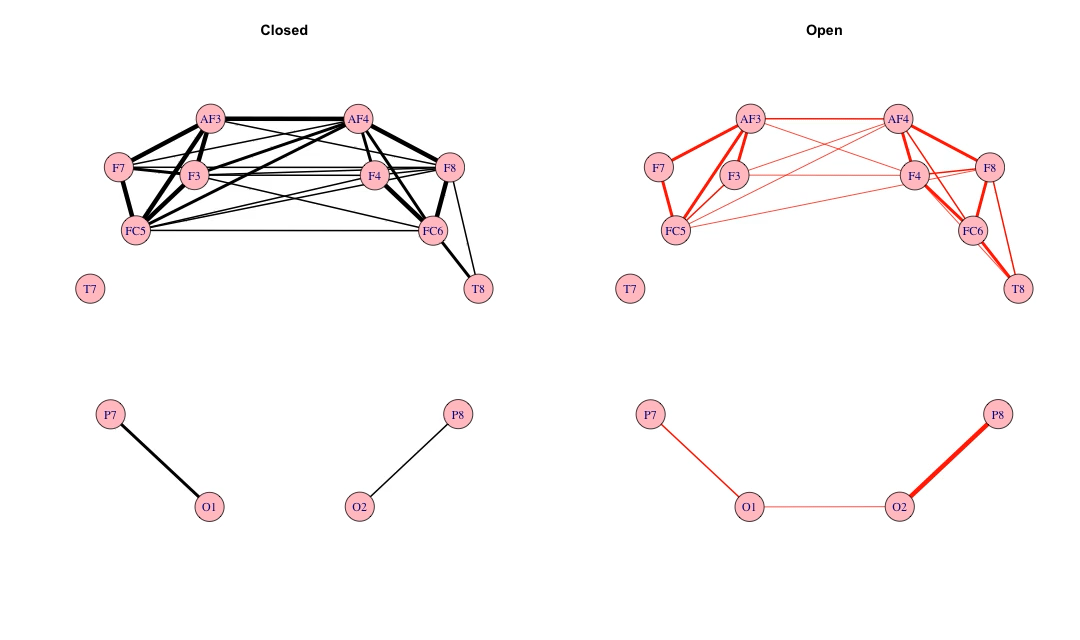 Closed Open
AF3 AF4 AF3 AF4
F7 F3 F4 F8 F7 F3 F4 F8
FC5 FC6 FC5 FC6
T7 T8 T7 T8
P7 P8 P7 P8
O1 O2 O1 O2